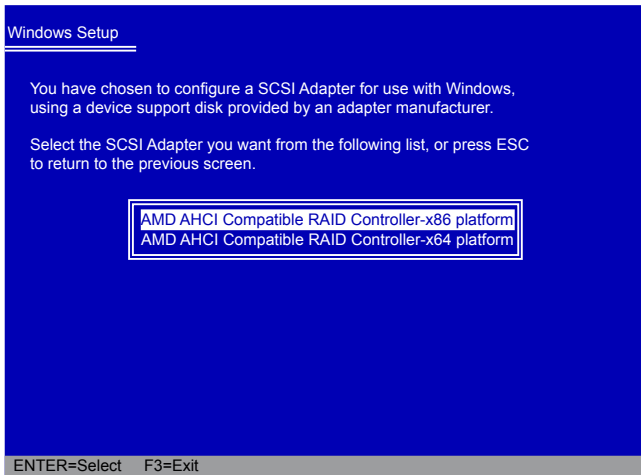 Windows Setup
You have chosen to configure a SCSI Adapter for use with Windows,
using a device support disk provided by an adapter manufacturer.
Select the SCSI Adapter you want from the following list, or press ESC
to return to the previous screen.
AMD AHCI Compatible RAID Controller-x86 platform
AMD AHCI Compatible RAID Controller-x64 platform
ENTER=Select F3=Exit